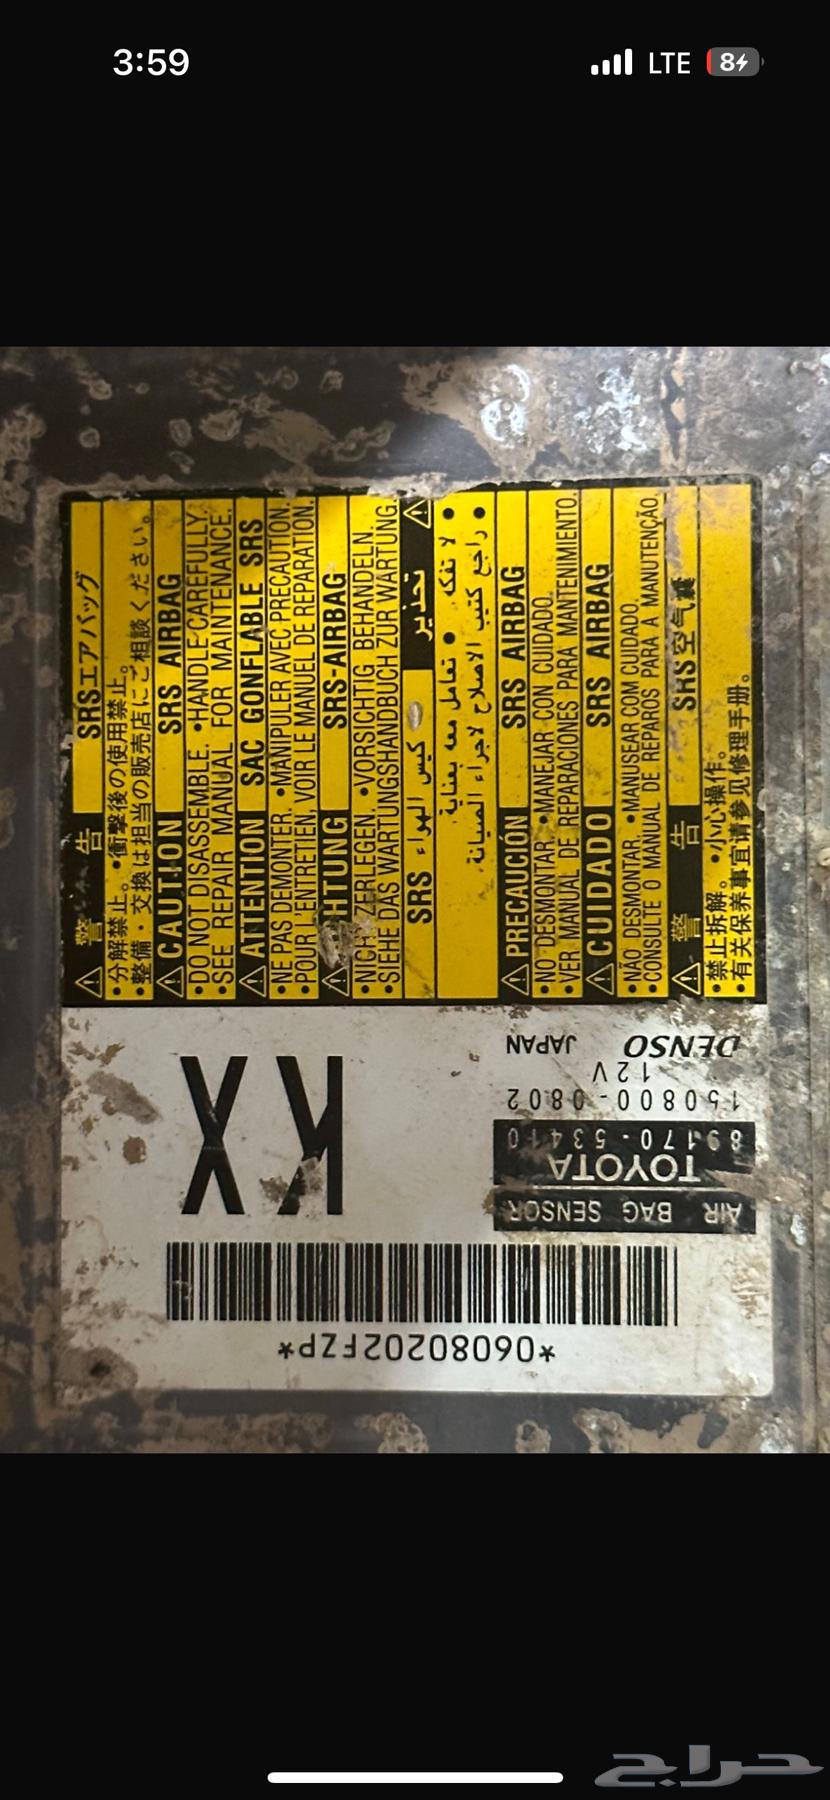 3:59
LTE
8
警告 SRSエアバッグ
•分解禁止。 •衝撃後の使用禁止。
•整備・交換は担当の販売店にご相談ください。
CAUTION SRS AIRBAG
•DO NOT DISASSEMBLE. •HANDLE CAREFULLY.
•SEE REPAIR MANUAL FOR MAINTENANCE.
ATTENTION SAC GONFLABLE SRS
•NE PAS DEMONTER. •MANIPULER AVEC PRECAUTION.
•POUR L'ENTRETIEN, VOIR LE MANUEL DE REPARATION.
HTUNG SRS-AIRBAG
•NICHT ZERLEGEN. •VORSICHTIG BEHANDELN.
•SIEHE DAS WARTUNGSHANDBUCH ZUR WARTUNG.
تحذير كيس الهواء SRS
• لا تفكه. • تعامل معه بعناية.
• راجع كتيب الاصلاح لاجراء الصيانة.
PRECAUCIÓN SRS AIRBAG
•NO DESMONTAR. •MANEJAR CON CUIDADO.
•VER MANUAL DE REPARACIONES PARA MANTENIMIENTO.
CUIDADO SRS AIRBAG
•NÃO DESMONTAR. •MANUSEAR COM CUIDADO.
•CONSULTE O MANUAL DE REPAROS PARA A MANUTENÇÃO.
警告 SRS空气囊
•禁止拆解。 •小心操作。
•有关保养事宜请参见修理手册。
*06080202FZP*
AIR BAG SENSOR
TOYOTA
89170-53410
150800-0802
12V
DENSO JAPAN
KX
حراج